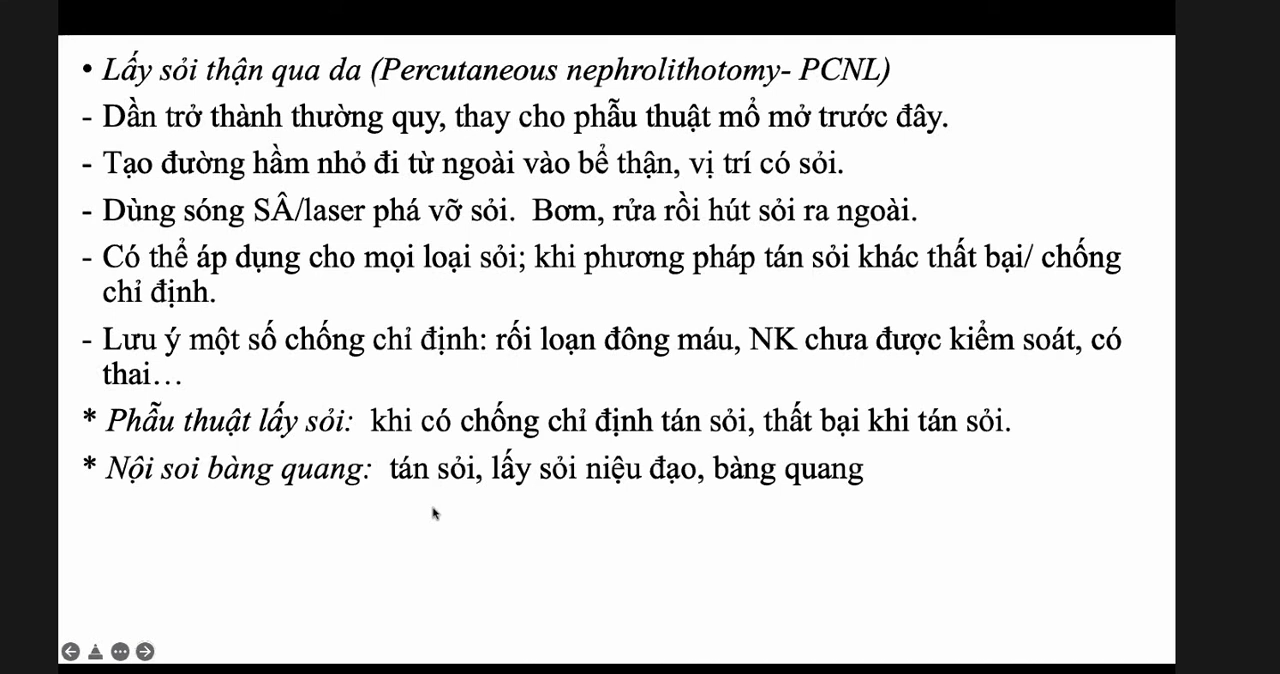 • Lấy sỏi thận qua da (Percutaneous nephrolithotomy- PCNL)
- Dần trở thành thường quy, thay cho phẫu thuật mổ mở trước đây.
- Tạo đường hầm nhỏ đi từ ngoài vào bể thận, vị trí có sỏi.
- Dùng sóng SÂ/laser phá vỡ sỏi. Bơm, rửa rồi hút sỏi ra ngoài.
- Có thể áp dụng cho mọi loại sỏi; khi phương pháp tán sỏi khác thất bại/ chống
chỉ định.
- Lưu ý một số chống chỉ định: rối loạn đông máu, NK chưa được kiểm soát, có
thai…
* Phẫu thuật lấy sỏi: khi có chống chỉ định tán sỏi, thất bại khi tán sỏi.
* Nội soi bàng quang: tán sỏi, lấy sỏi niệu đạo, bàng quang